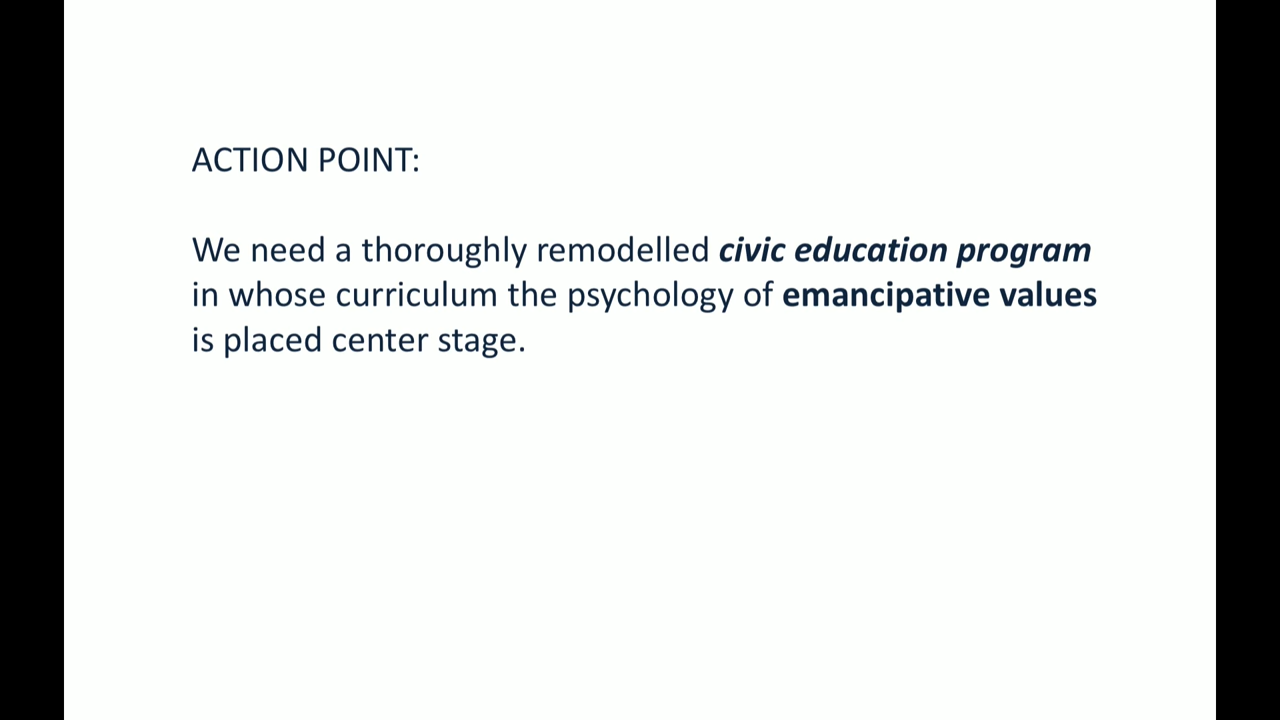 ACTION POINT:
We need a thoroughly remodelled civic education program
in whose curriculum the psychology of emancipative values
is placed center stage.